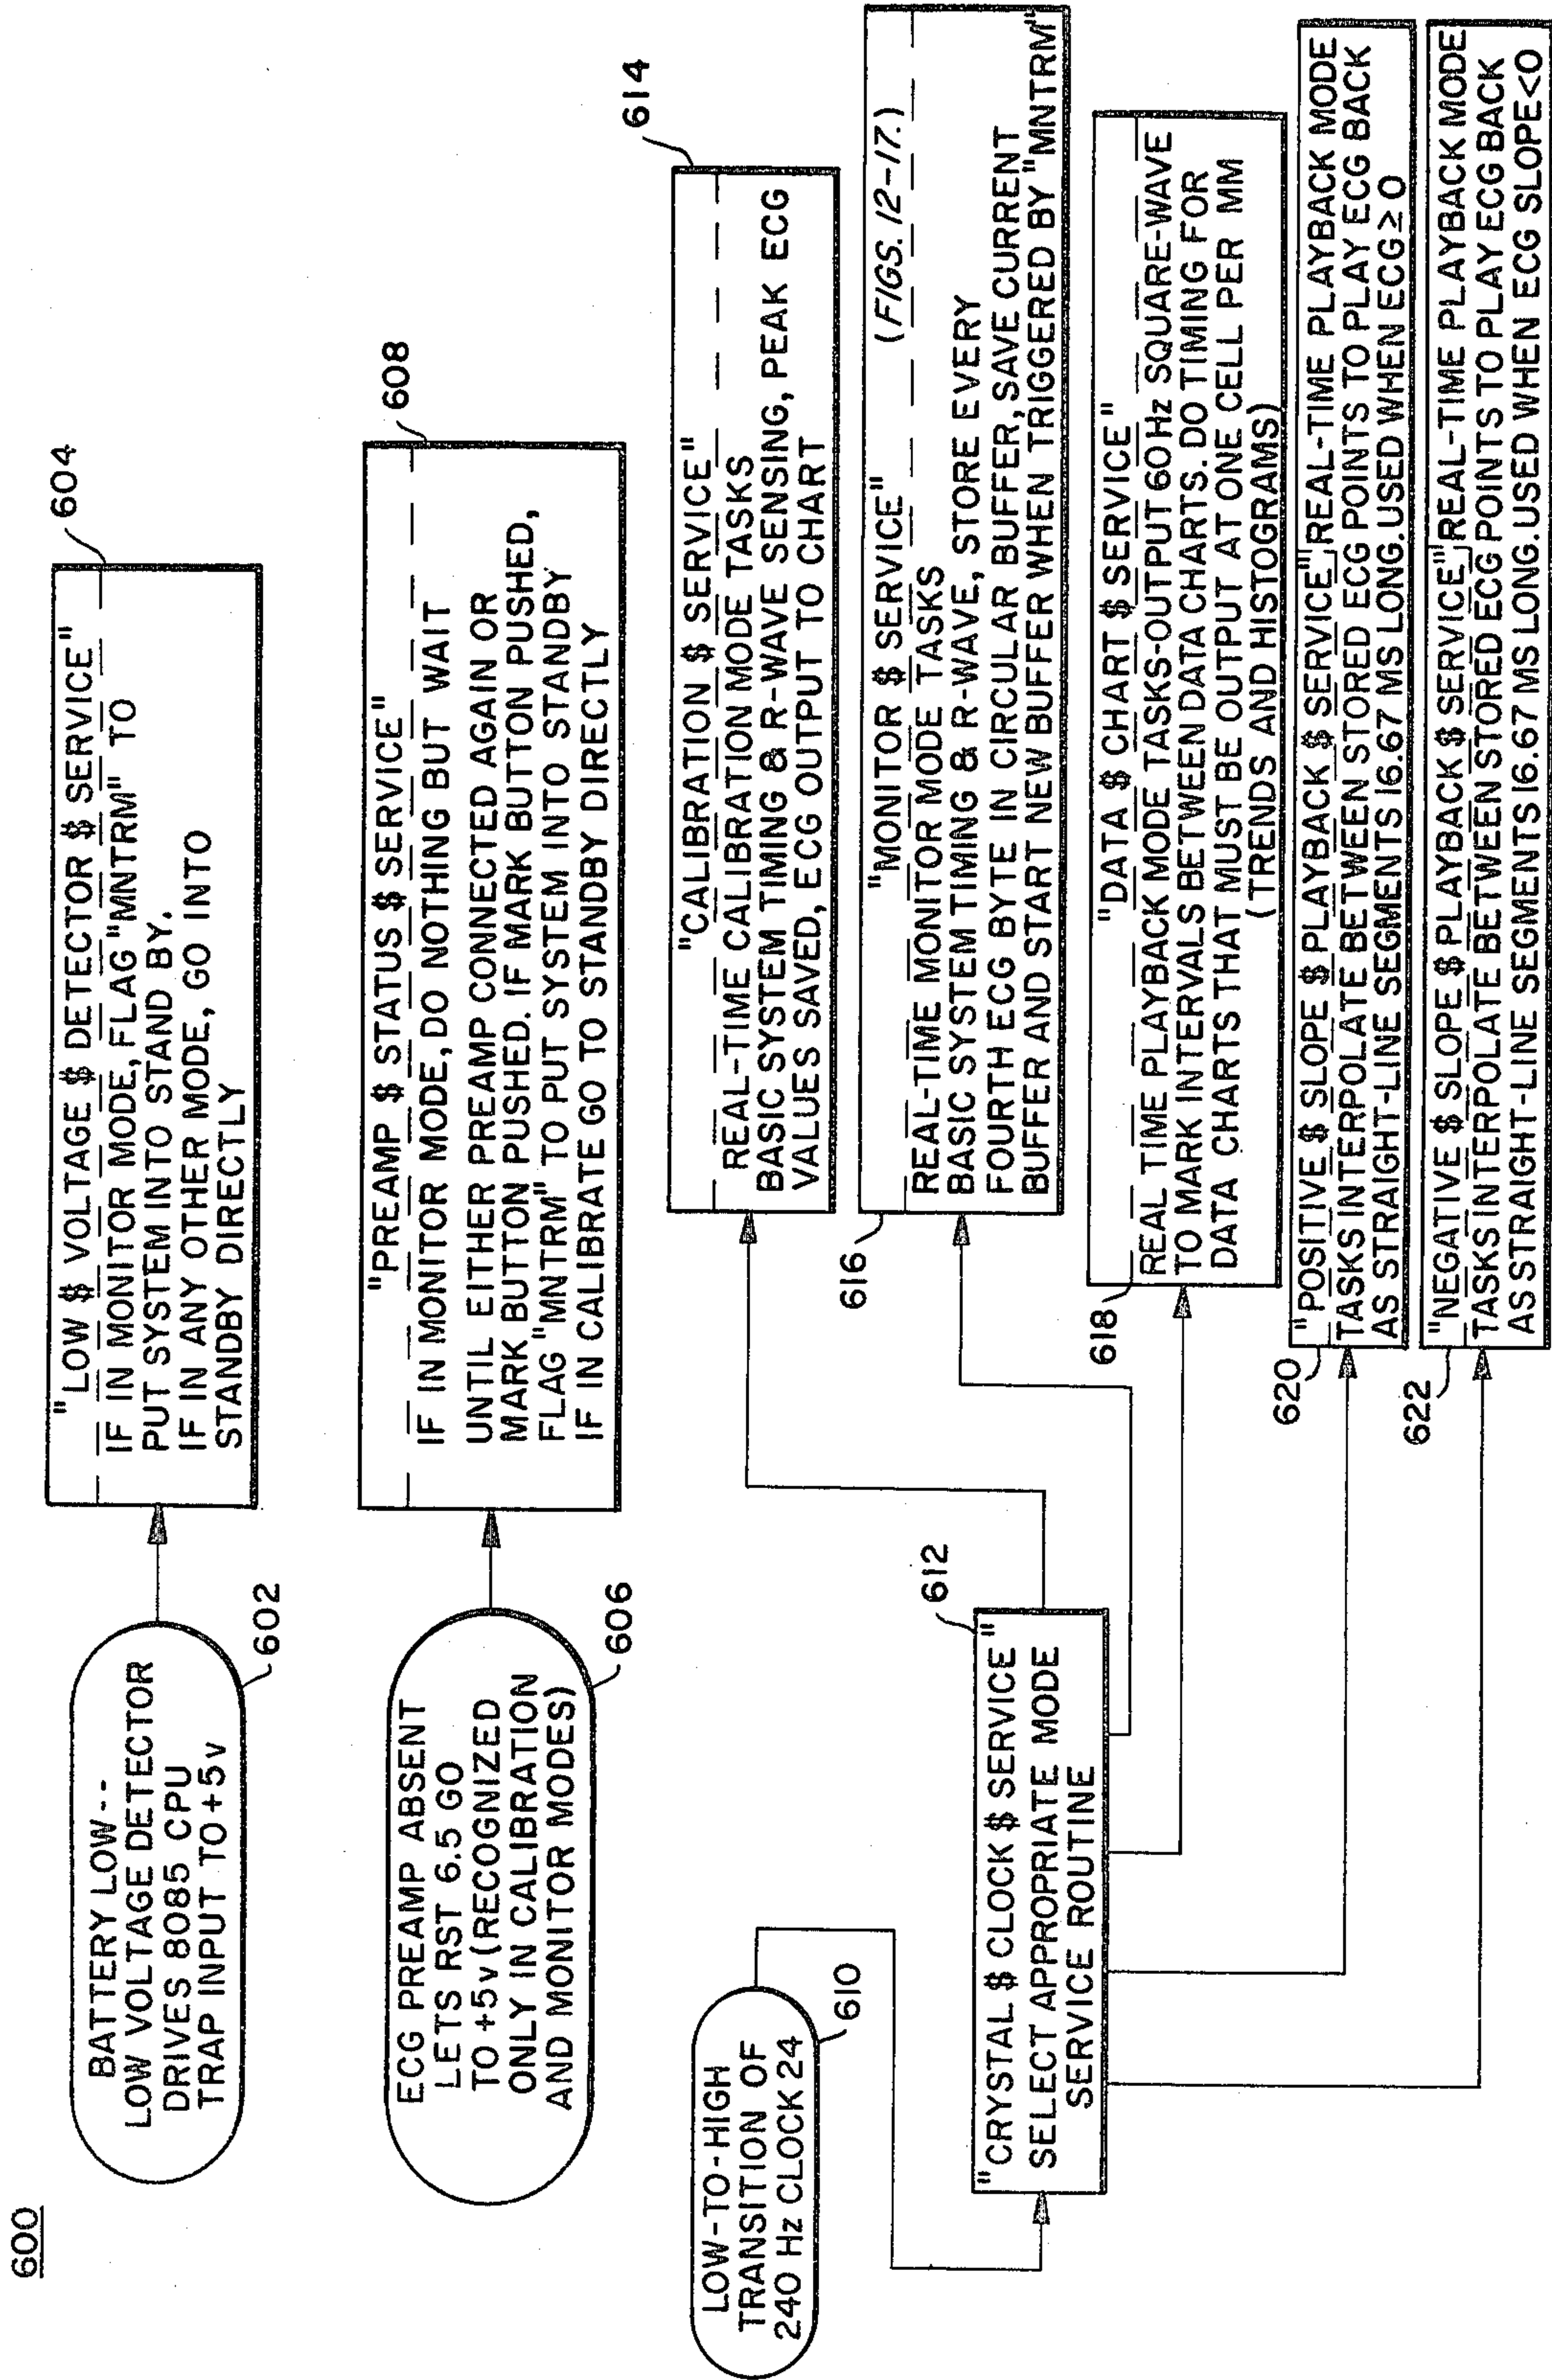 600
BATTERY LOW--
LOW VOLTAGE DETECTOR
DRIVES 8085 CPU
TRAP INPUT TO +5v
602
"LOW $ VOLTAGE $ DETECTOR $ SERVICE"
IF IN MONITOR MODE, FLAG "MNTRM" TO
PUT SYSTEM INTO STAND BY.
IF IN ANY OTHER MODE, GO INTO
STANDBY DIRECTLY
604
ECG PREAMP ABSENT
LETS RST 6.5 GO
TO +5v (RECOGNIZED
ONLY IN CALIBRATION
AND MONITOR MODES)
606
"PREAMP $ STATUS $ SERVICE"
IF IN MONITOR MODE, DO NOTHING BUT WAIT
UNTIL EITHER PREAMP CONNECTED AGAIN OR
MARK BUTTON PUSHED. IF MARK BUTTON PUSHED,
FLAG "MNTRM" TO PUT SYSTEM INTO STANDBY
IF IN CALIBRATE GO TO STANDBY DIRECTLY
608
LOW-TO-HIGH
TRANSITION OF
240 Hz CLOCK 24
610
"CRYSTAL $ CLOCK $ SERVICE"
SELECT APPROPRIATE MODE
SERVICE ROUTINE
612
"CALIBRATION $ SERVICE"
REAL-TIME CALIBRATION MODE TASKS
BASIC SYSTEM TIMING & R-WAVE SENSING, PEAK ECG
VALUES SAVED, ECG OUTPUT TO CHART
614
"MONITOR $ SERVICE" (FIGS. 12-17.)
REAL-TIME MONITOR MODE TASKS
BASIC SYSTEM TIMING & R-WAVE, STORE EVERY
FOURTH ECG BYTE IN CIRCULAR BUFFER, SAVE CURRENT
BUFFER AND START NEW BUFFER WHEN TRIGGERED BY "MNTRM"
616
"DATA $ CHART $ SERVICE"
REAL TIME PLAYBACK MODE TASKS-OUTPUT 60 Hz SQUARE-WAVE
TO MARK INTERVALS BETWEEN DATA CHARTS. DO TIMING FOR
DATA CHARTS THAT MUST BE OUTPUT AT ONE CELL PER MM
(TRENDS AND HISTOGRAMS)
618
"POSITIVE $ SLOPE $ PLAYBACK $ SERVICE" REAL-TIME PLAYBACK MODE
TASKS INTERPOLATE BETWEEN STORED ECG POINTS TO PLAY ECG BACK
AS STRAIGHT-LINE SEGMENTS 16.67 MS LONG. USED WHEN ECG ≥ 0
620
"NEGATIVE $ SLOPE $ PLAYBACK $ SERVICE" REAL-TIME PLAYBACK MODE
TASKS INTERPOLATE BETWEEN STORED ECG POINTS TO PLAY ECG BACK
AS STRAIGHT-LINE SEGMENTS 16.67 MS LONG. USED WHEN ECG SLOPE<0
622